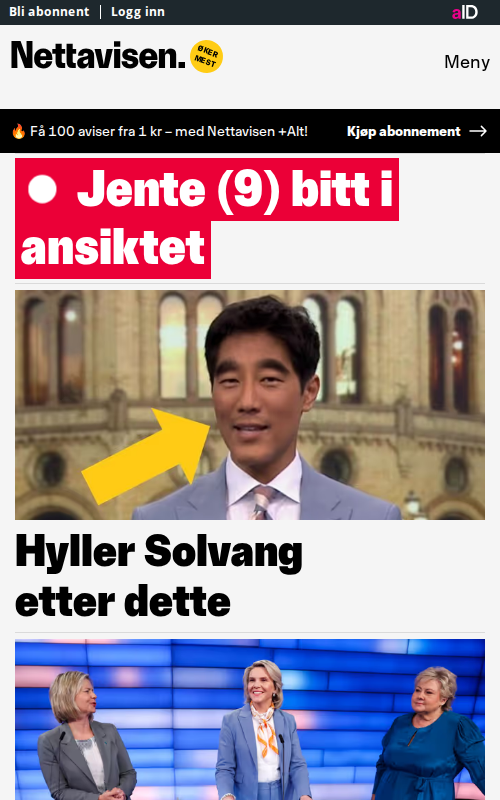 Bli abonnent | Logg inn
aID
Nettavisen.
ØKER
MEST
Meny
🔥 Få 100 aviser fra 1 kr – med Nettavisen +Alt!
Kjøp abonnement →
Jente (9) bitt i
ansiktet
Hyller Solvang
etter dette